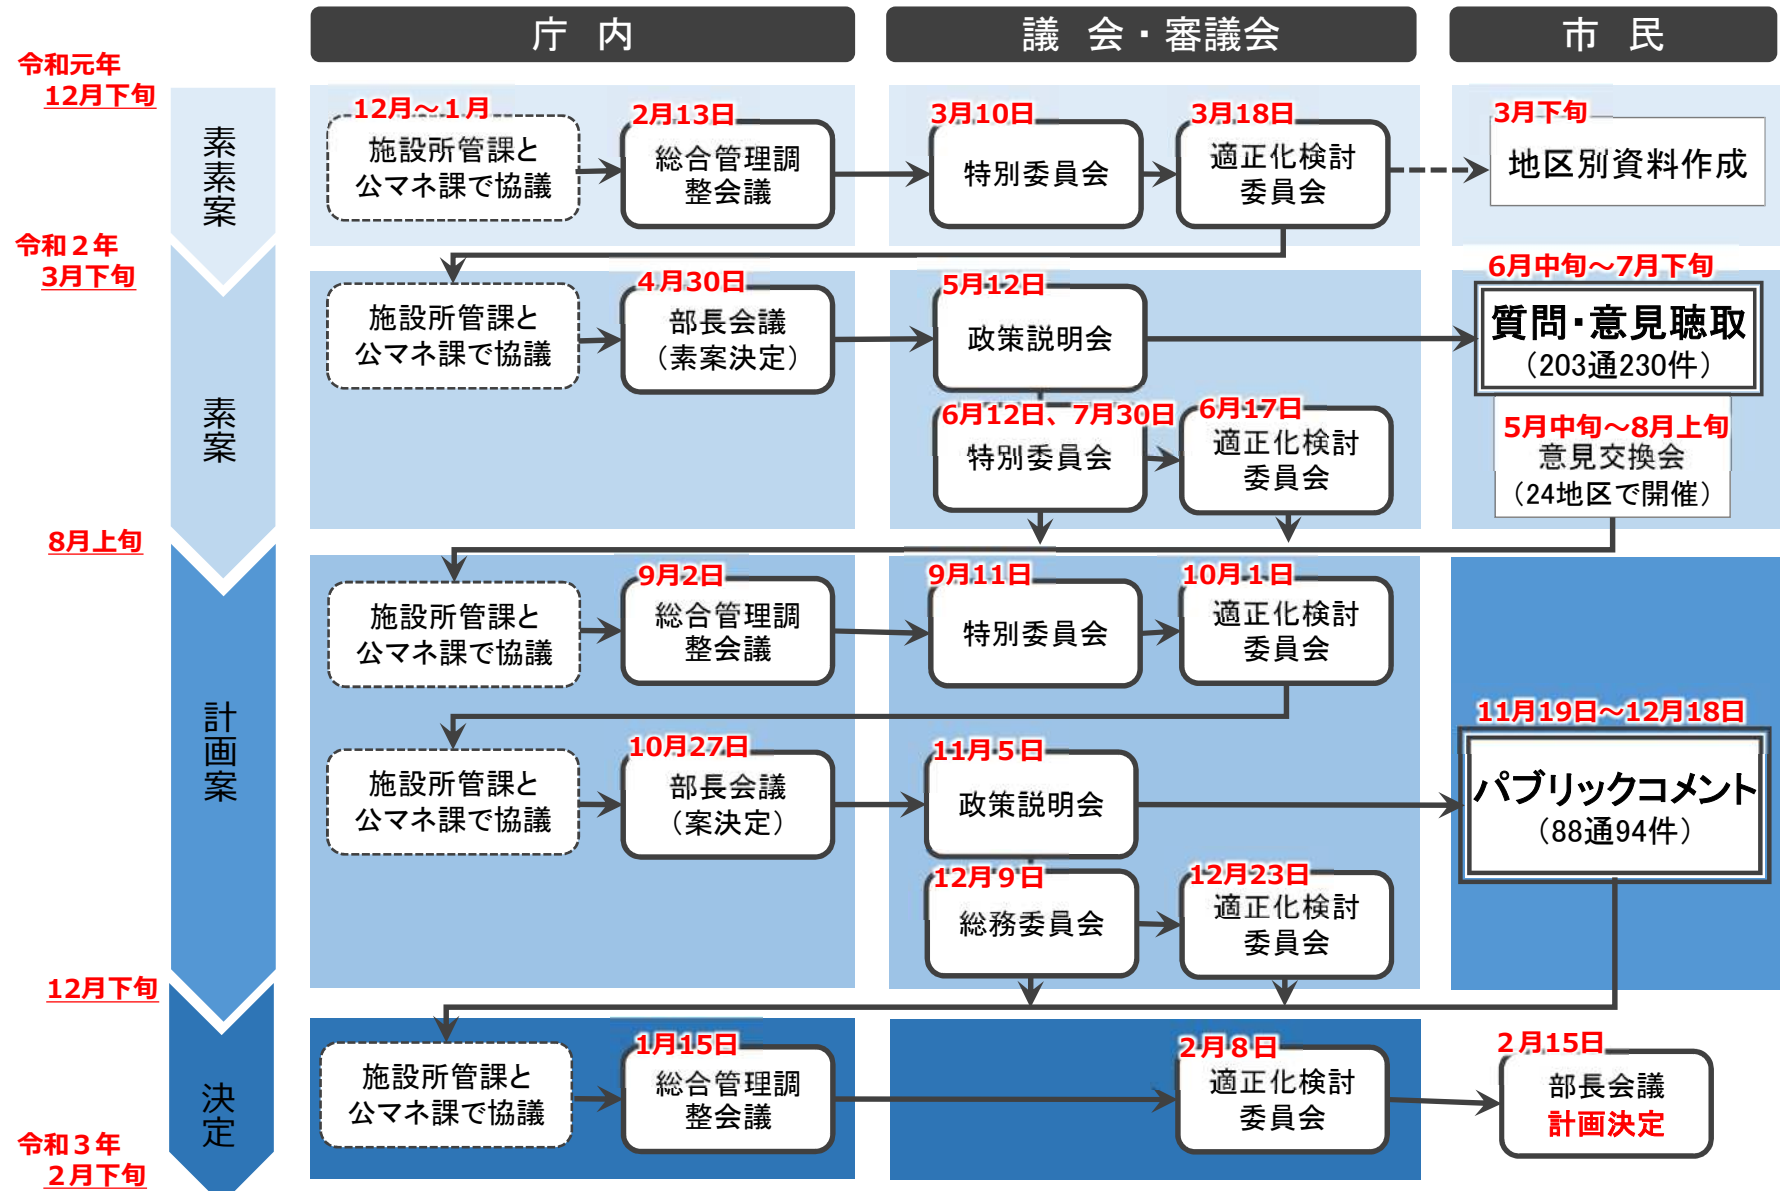 庁 内
議 会・審議会
市 民
令和元年
12月下旬
素素案
12月～１月
施設所管課と
公マネ課で協議
2月13日
総合管理調
整会議
3月10日
特別委員会
3月18日
適正化検討
委員会
3月下旬
地区別資料作成
令和２年
3月下旬
素案
施設所管課と
公マネ課で協議
４月30日
部長会議
（素案決定）
5月12日
政策説明会
6月中旬～7月下旬
質問・意見聴取
（203通230件）
6月12日、7月30日
特別委員会
6月17日
適正化検討
委員会
5月中旬～8月上旬
意見交換会
（24地区で開催）
8月上旬
計画案
施設所管課と
公マネ課で協議
9月2日
総合管理調
整会議
9月11日
特別委員会
10月1日
適正化検討
委員会
施設所管課と
公マネ課で協議
10月27日
部長会議
（案決定）
11月５日
政策説明会
11月19日～12月18日
パブリックコメント
（88通94件）
12月９日
総務委員会
12月23日
適正化検討
委員会
12月下旬
決定
施設所管課と
公マネ課で協議
1月15日
総合管理調
整会議
２月８日
適正化検討
委員会
２月15日
部長会議
計画決定
令和３年
２月下旬